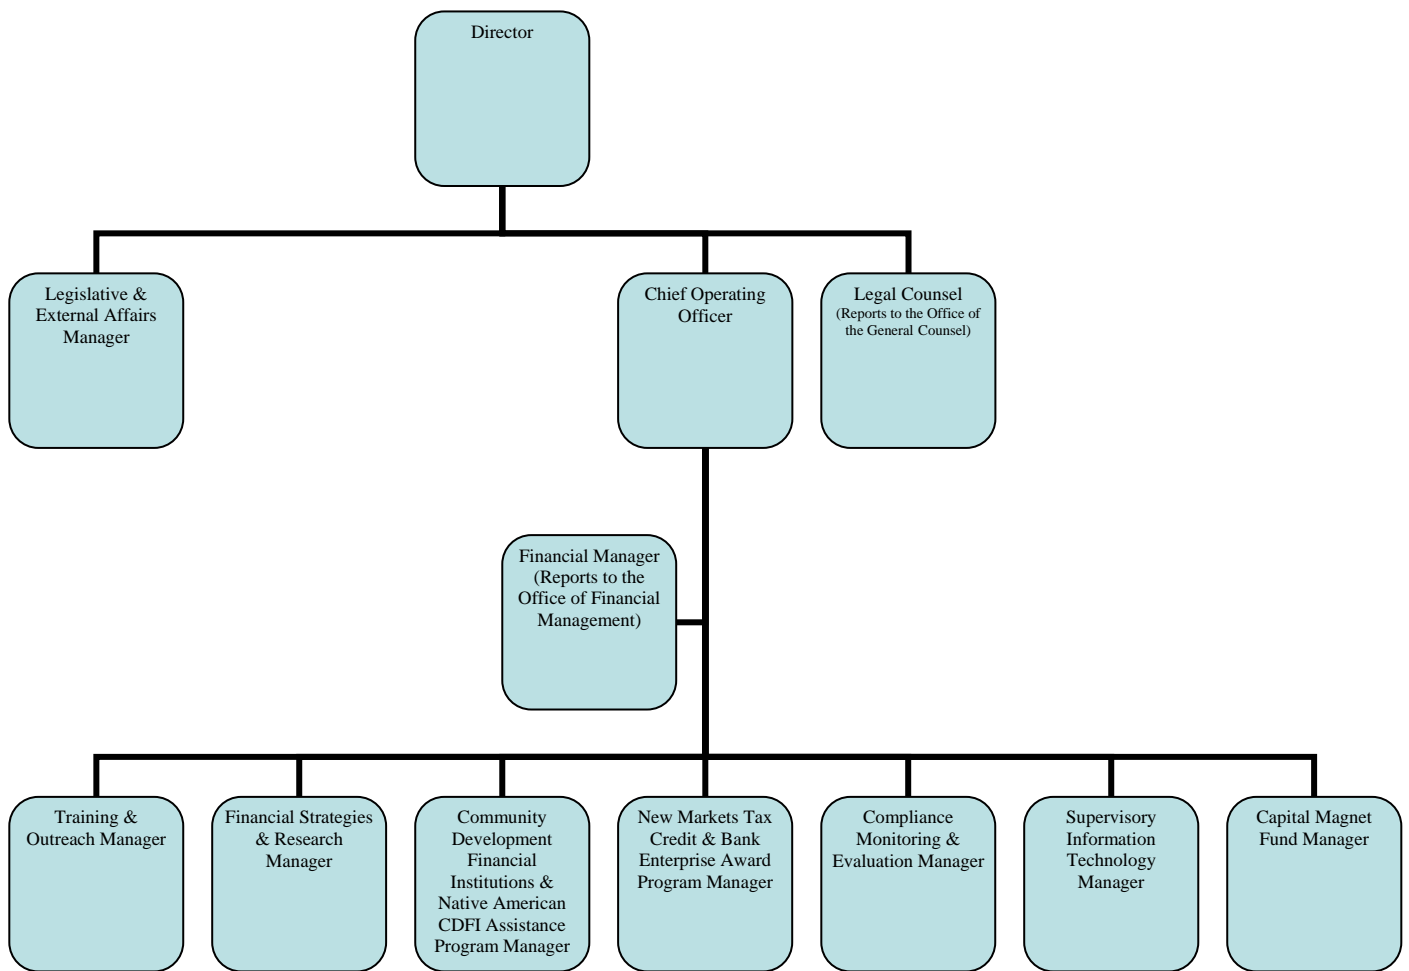 Director
Legislative &
External Affairs
Manager
Chief Operating
Officer
Legal Counsel
(Reports to the Office of
the General Counsel)
Financial Manager
(Reports to the
Office of Financial
Management)
Training &
Outreach Manager
Financial Strategies
& Research
Manager
Community
Development
Financial
Institutions &
Native American
CDFI Assistance
Program Manager
New Markets Tax
Credit & Bank
Enterprise Award
Program Manager
Compliance
Monitoring &
Evaluation Manager
Supervisory
Information
Technology
Manager
Capital Magnet
Fund Manager